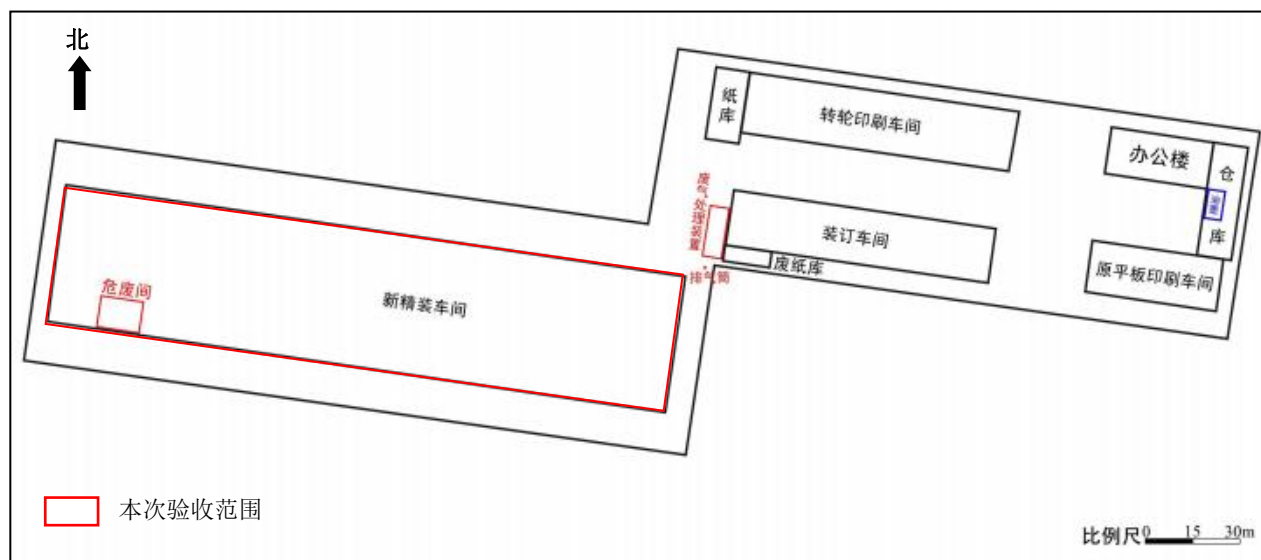 北
纸库
转轮印刷车间
办公楼
仓库
废气处理装置
装订车间
废纸库
原平板印刷车间
排气筒
危废间
新精装车间
本次验收范围
比例尺 0 15 30m